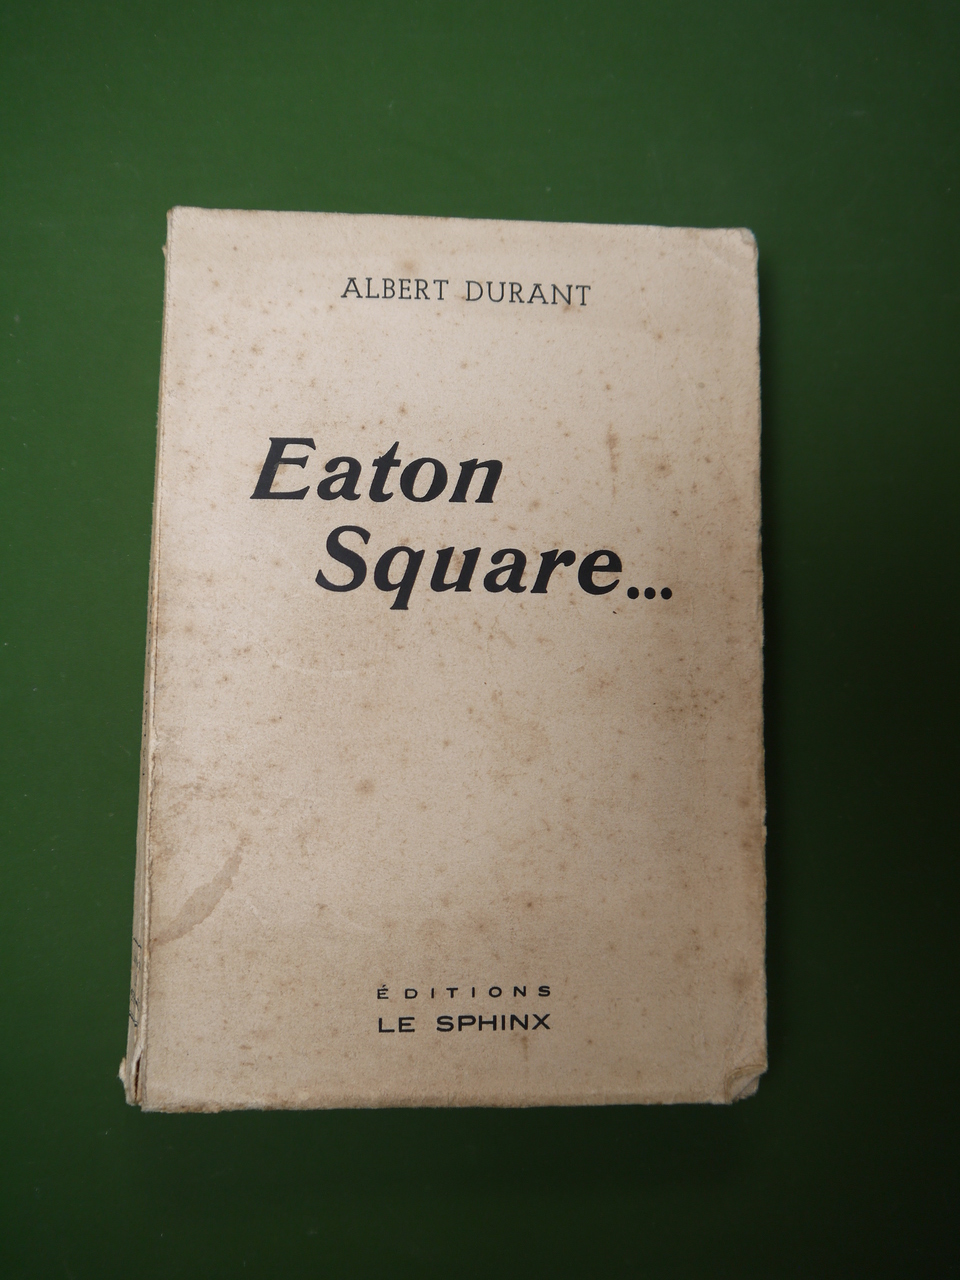 ALBERT DURANT
Eaton
Square...
ÉDITIONS
LE SPHINX